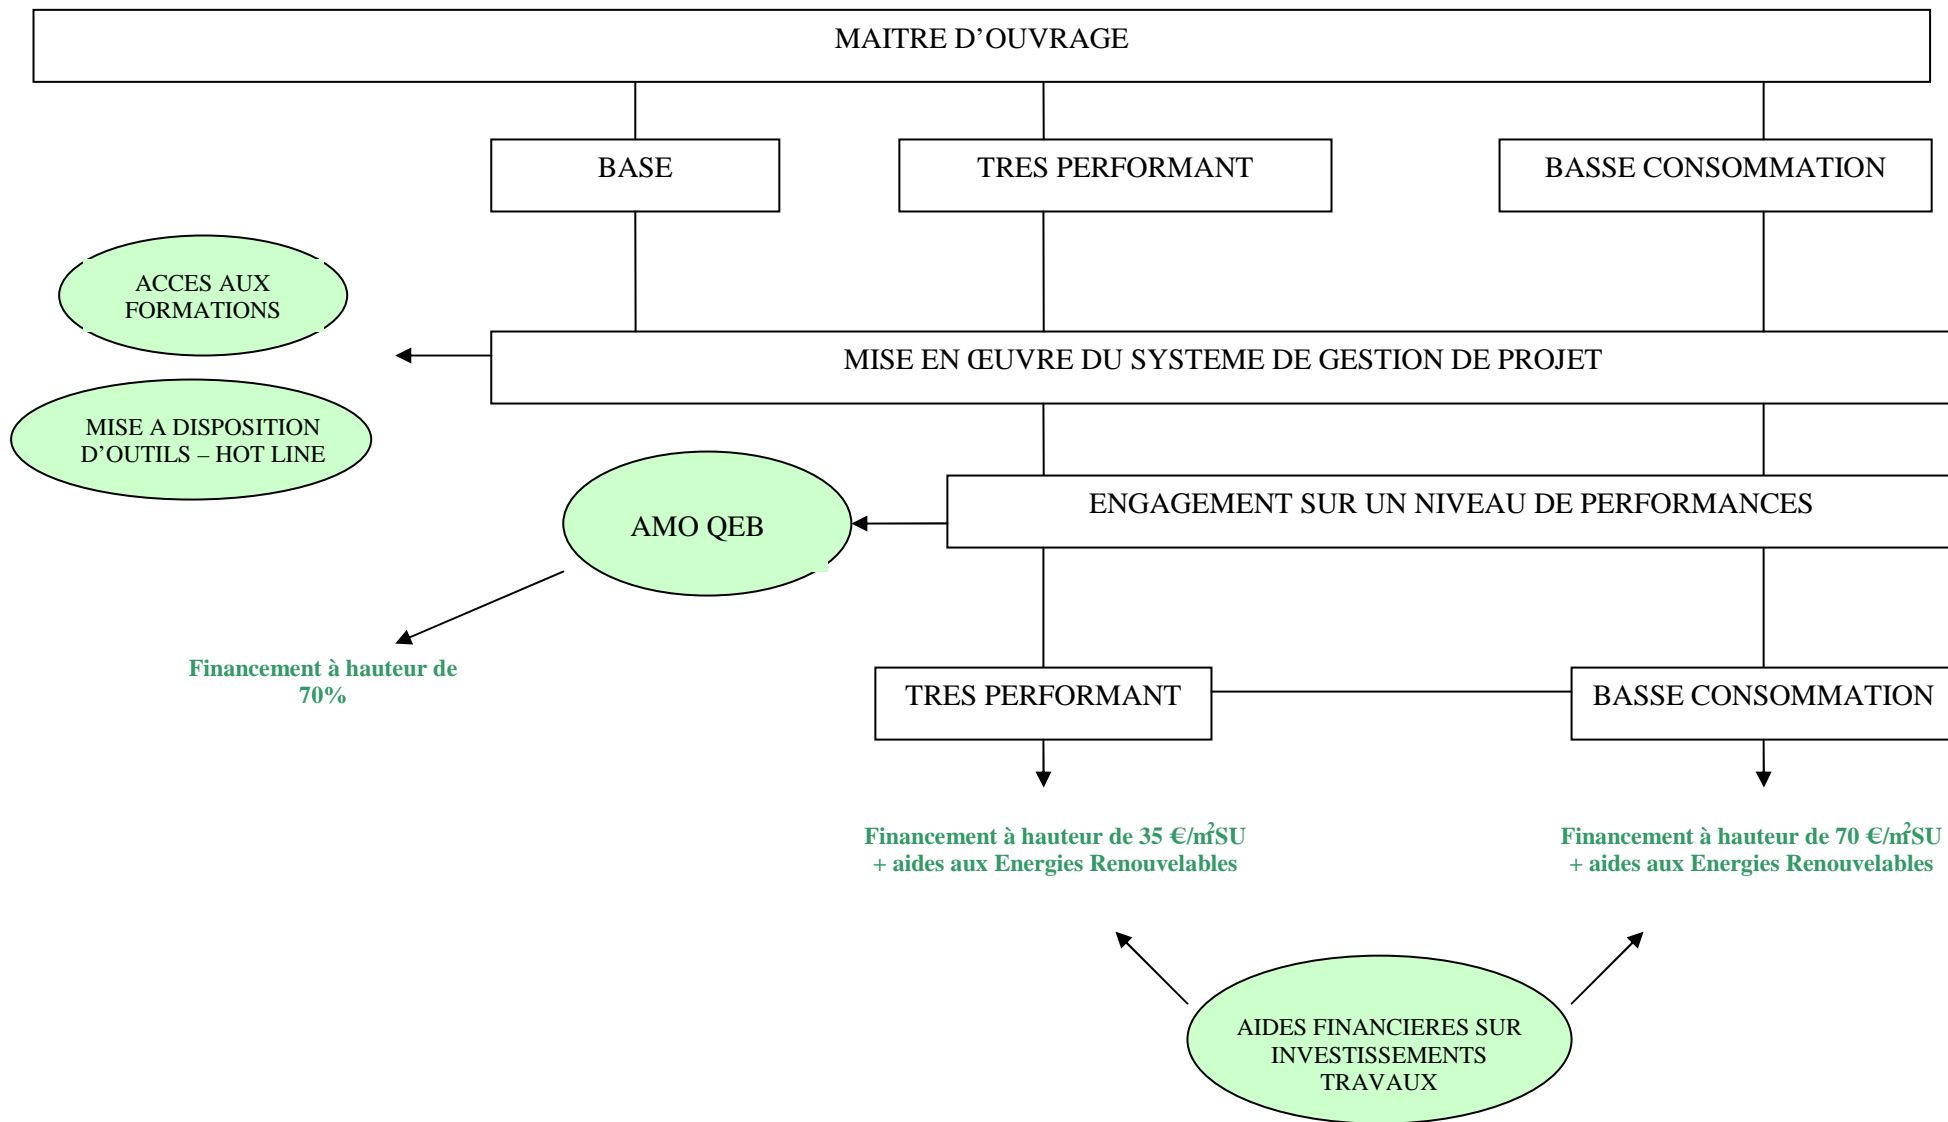 MAITRE D'OUVRAGE
BASE
TRES PERFORMANT
BASSE CONSOMMATION
ACCES AUX
FORMATIONS
MISE EN ŒUVRE DU SYSTEME DE GESTION DE PROJET
MISE A DISPOSITION
D'OUTILS – HOT LINE
ENGAGEMENT SUR UN NIVEAU DE PERFORMANCES
AMO QEB
Financement à hauteur de
70%
TRES PERFORMANT
BASSE CONSOMMATION
Financement à hauteur de 35 €/m²SU
+ aides aux Energies Renouvelables
Financement à hauteur de 70 €/m²SU
+ aides aux Energies Renouvelables
AIDES FINANCIERES SUR
INVESTISSEMENTS
TRAVAUX